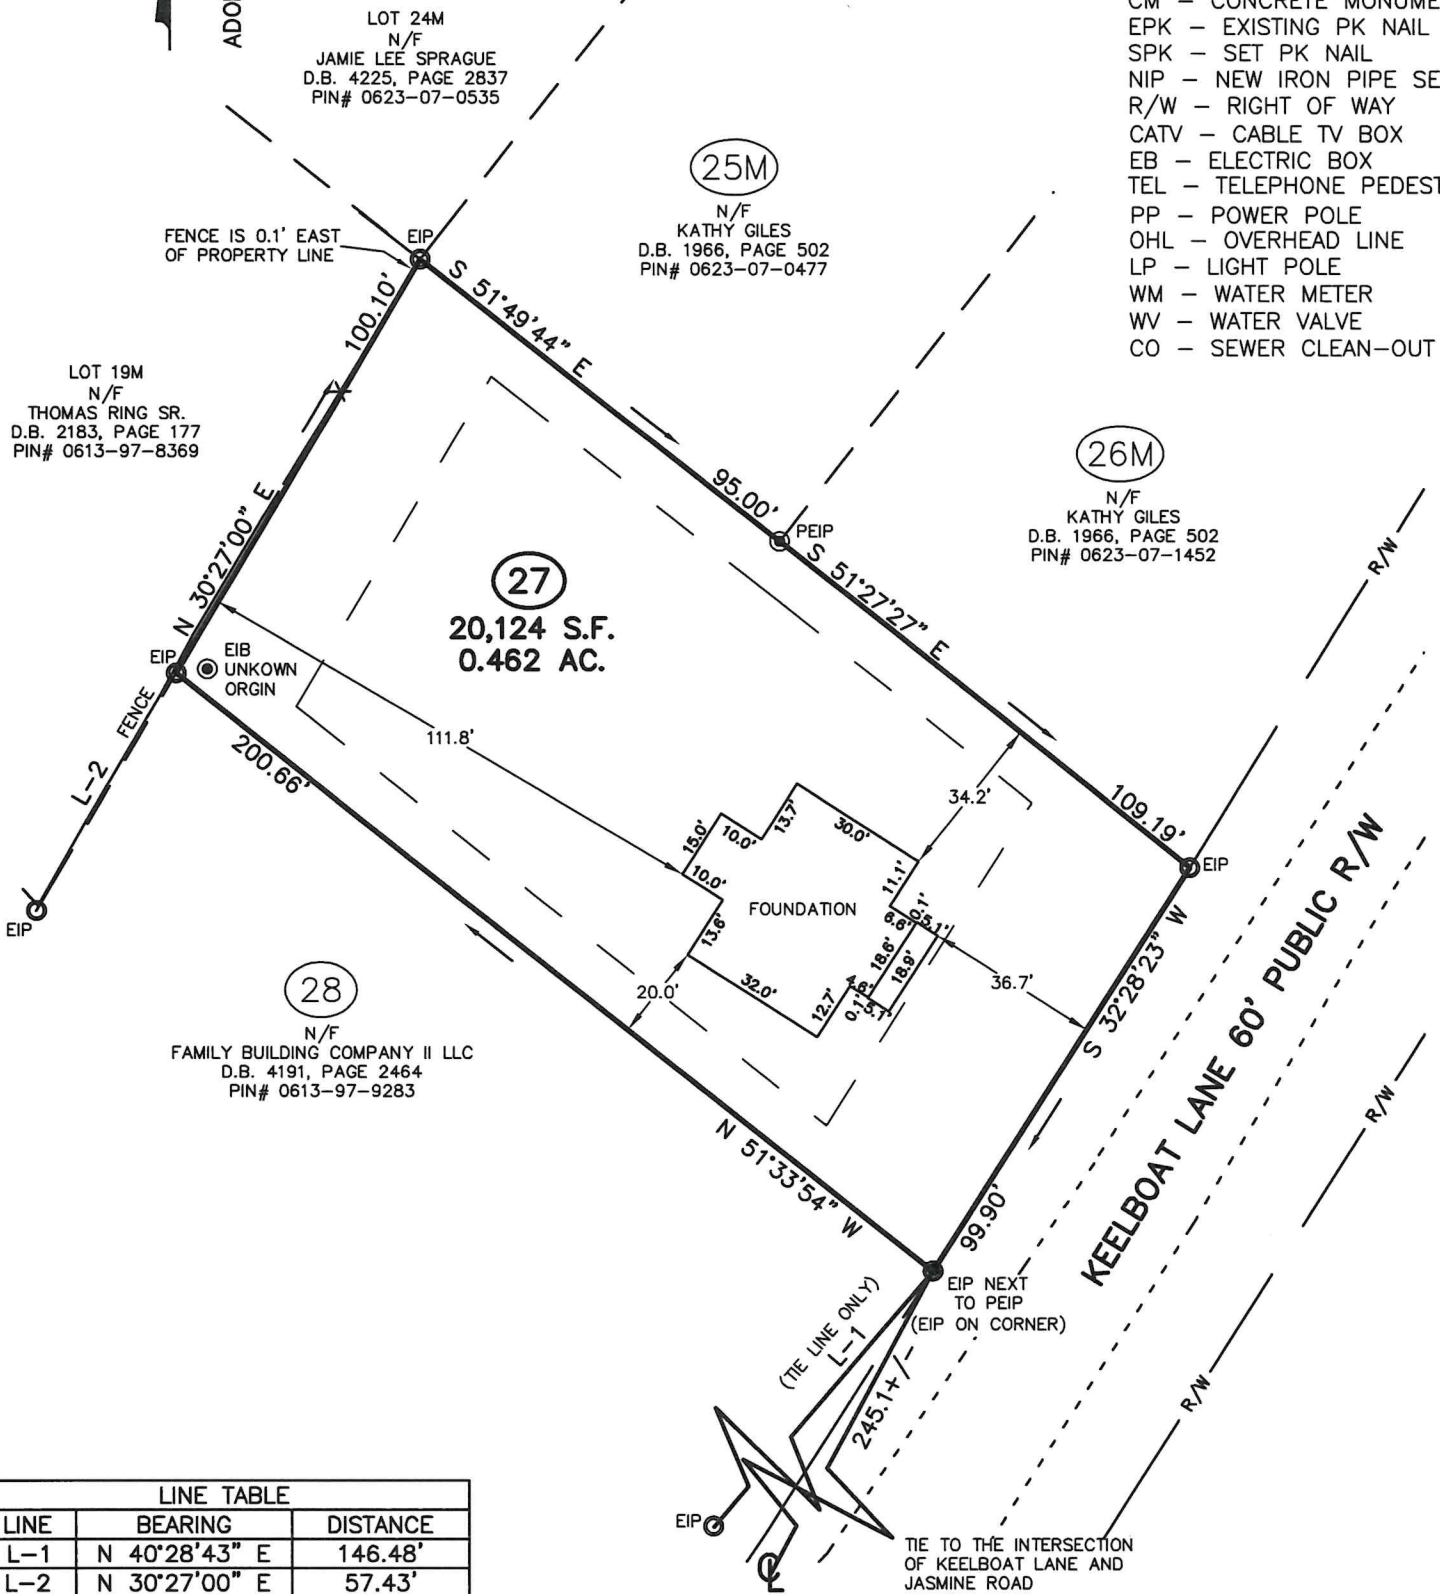 ADO
LOT 24M
N/F
JAMIE LEE SPRAGUE
D.B. 4225, PAGE 2837
PIN# 0623-07-0535
CM - CONCRETE MONUME
EPK - EXISTING PK NAIL
SPK - SET PK NAIL
NIP - NEW IRON PIPE SE
R/W - RIGHT OF WAY
CATV - CABLE TV BOX
EB - ELECTRIC BOX
TEL - TELEPHONE PEDEST
PP - POWER POLE
OHL - OVERHEAD LINE
LP - LIGHT POLE
WM - WATER METER
WV - WATER VALVE
CO - SEWER CLEAN-OUT
25M
N/F
KATHY GILES
D.B. 1966, PAGE 502
PIN# 0623-07-0477
FENCE IS 0.1' EAST
OF PROPERTY LINE
EIP
S 51°49'44" E
95.00'
100.10'
N 30°27'00" E
LOT 19M
N/F
THOMAS RING SR.
D.B. 2183, PAGE 177
PIN# 0613-97-8369
26M
N/F
KATHY GILES
D.B. 1966, PAGE 502
PIN# 0623-07-1452
PEIP
S 51°27'27" E
109.19'
R/W
27
20,124 S.F.
0.462 AC.
EIP
EIB
UNKOWN
ORGIN
FENCE
L-2
EIP
200.66'
111.8'
34.2'
15.0'
10.0'
13.7'
30.0'
10.0'
11.1'
FOUNDATION
0.1'
6.6'
5.1'
13.6'
18.6'
18.9'
32.0'
4.6'
12.7'
0.1'
5.1'
20.0'
36.7'
EIP
S 32°28'23" W
99.90'
KEELBOAT LANE 60' PUBLIC R/W
R/W
28
N/F
FAMILY BUILDING COMPANY II LLC
D.B. 4191, PAGE 2464
PIN# 0613-97-9283
N 51°33'54" W
EIP NEXT
TO PEIP
(EIP ON CORNER)
(TIE LINE ONLY)
L-1
245.1+/-
R/W
EIP
CL
TIE TO THE INTERSECTION
OF KEELBOAT LANE AND
JASMINE ROAD
LINE TABLE
LINE BEARING DISTANCE
L-1 N 40°28'43" E 146.48'
L-2 N 30°27'00" E 57.43'